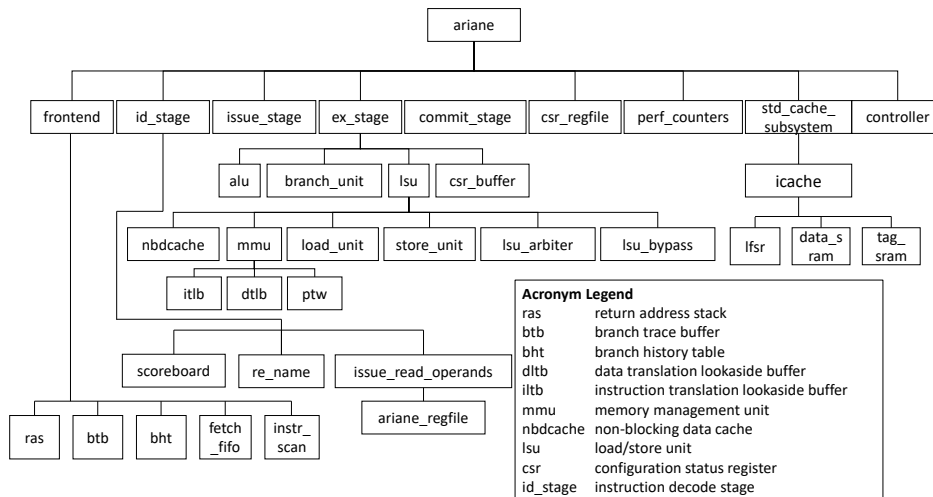 ariane
frontend
id_stage
issue_stage
ex_stage
commit_stage
csr_regfile
perf_counters
std_cache_
subsystem
controller
alu
branch_unit
lsu
csr_buffer
icache
nbdcache
mmu
load_unit
store_unit
lsu_arbiter
lsu_bypass
lfsr
data_s
ram
tag_
sram
itlb
dtlb
ptw
scoreboard
re_name
issue_read_operands
ariane_regfile
ras
btb
bht
fetch
_fifo
instr_
scan
Acronym Legend
ras return address stack
btb branch trace buffer
bht branch history table
dltb data translation lookaside buffer
iltb instruction translation lookaside buffer
mmu memory management unit
nbdcache non-blocking data cache
lsu load/store unit
csr configuration status register
id_stage instruction decode stage